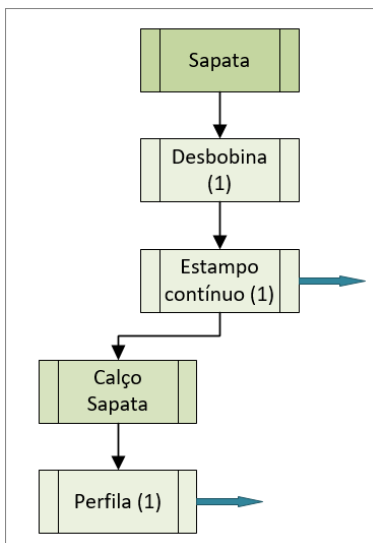 Sapata
Desbobina
(1)
Estampo
contínuo (1)
Calço
Sapata
Perfila (1)